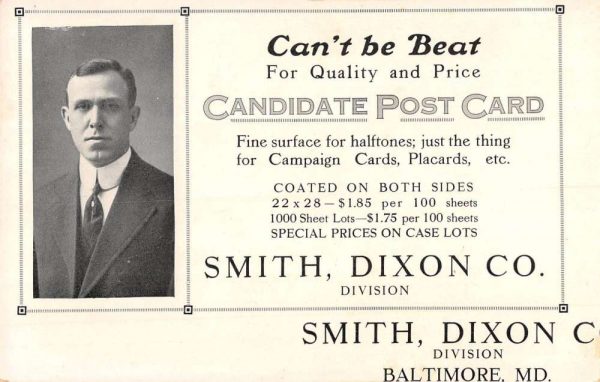 Can't be Beat
For Quality and Price
CANDIDATE POST CARD
Fine surface for halftones; just the thing
for Campaign Cards, Placards, etc.
COATED ON BOTH SIDES
22 x 28 — $1.85 per 100 sheets
1000 Sheet Lots—$1.75 per 100 sheets
SPECIAL PRICES ON CASE LOTS
SMITH, DIXON CO.
DIVISION
SMITH, DIXON C
DIVISION
BALTIMORE, MD.